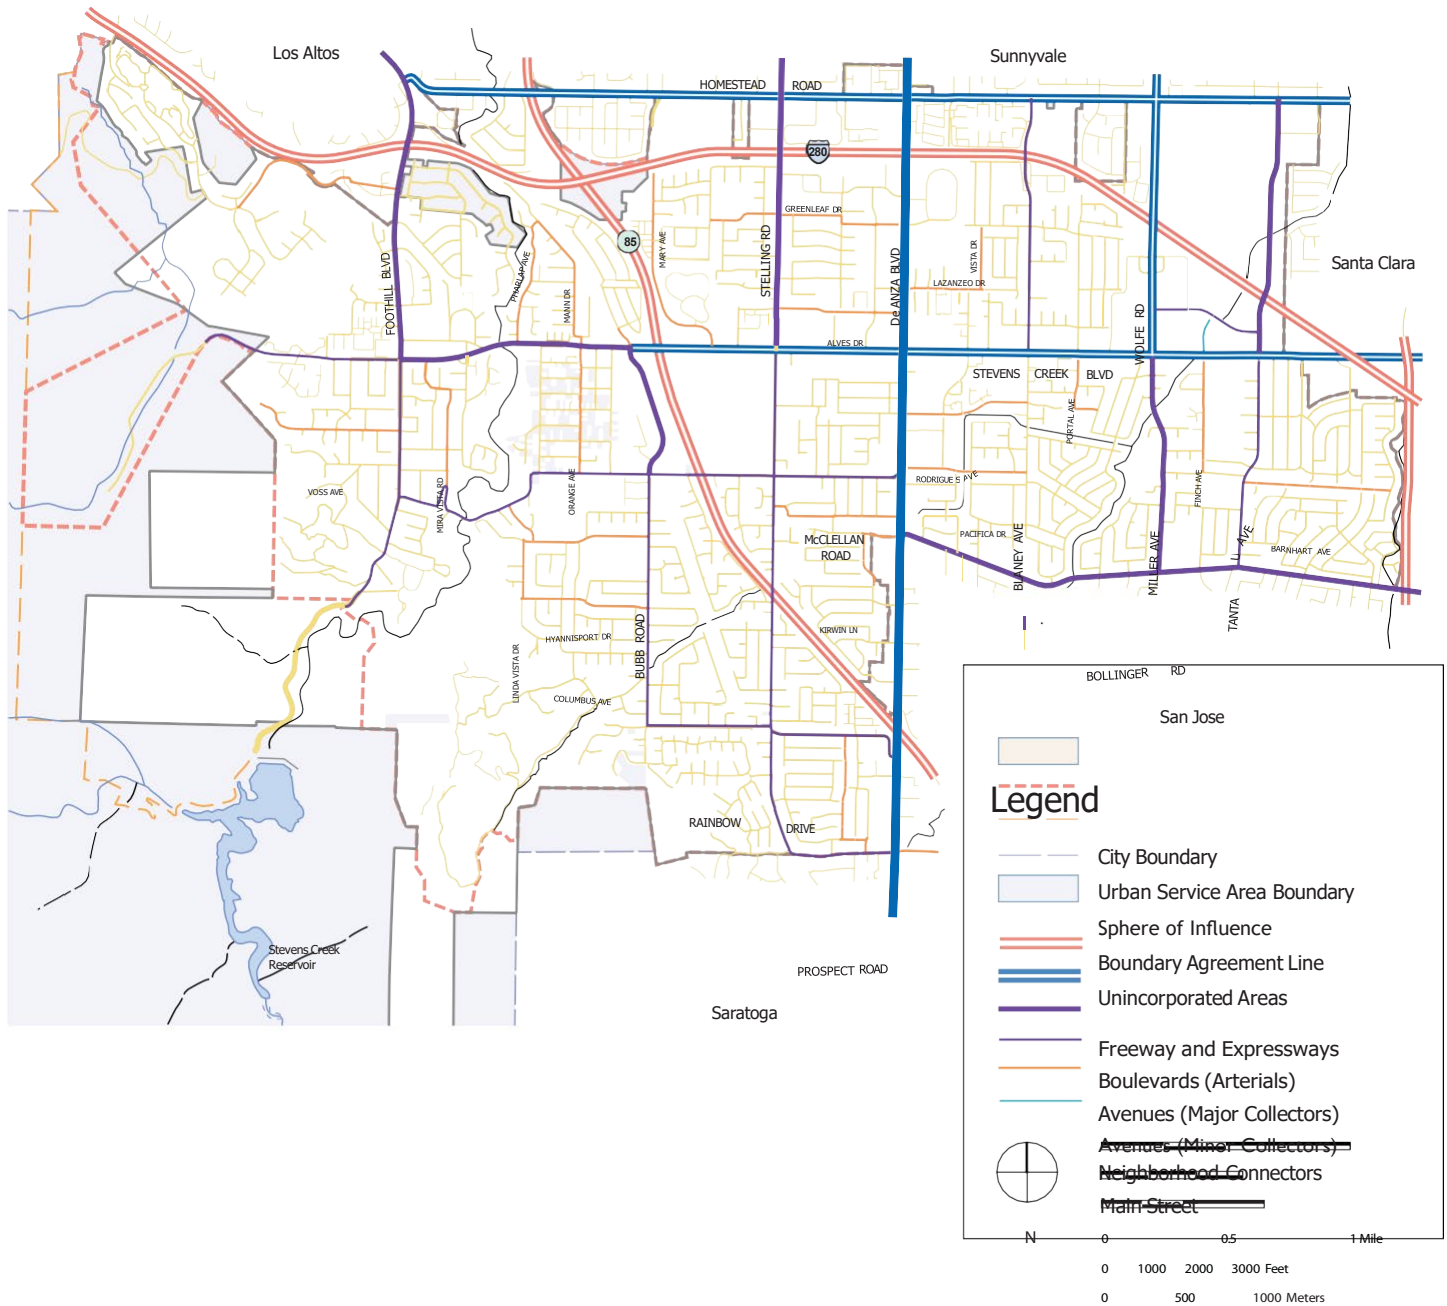 Los Altos
Sunnyvale
HOMESTEAD ROAD
280
GREENLEAF DR
85
MARY AVE
STELLING RD
De ANZA BLVD
VISTA DR
LAZANZEO DR
Santa Clara
FOOTHILL BLVD
PHARLAP AVE
MANN DR
ALVES DR
WOLFE RD
STEVENS CREEK BLVD
PORTAL AVE
VOSS AVE
MIRA VISTA RD
ORANGE AVE
RODRIGUE S AVE
FINCH AVE
McCLELLAN
ROAD
PACIFICA DR
BLANEY AVE
MILLER AVE
TANTA
U AVE
BARNHART AVE
KIRWIN LN
HYANNISPORT DR
BUBB ROAD
LINDA VISTA DR
COLUMBUS AVE
BOLLINGER RD
San Jose
RAINBOW DRIVE
Stevens Creek
Reservoir
PROSPECT ROAD
Saratoga
Legend
City Boundary
Urban Service Area Boundary
Sphere of Influence
Boundary Agreement Line
Unincorporated Areas
Freeway and Expressways
Boulevards (Arterials)
Avenues (Major Collectors)
Avenues (Minor Collectors)
Neighborhood Connectors
Main Street
N
0 0.5 1 Mile
0 1000 2000 3000 Feet
0 500 1000 Meters